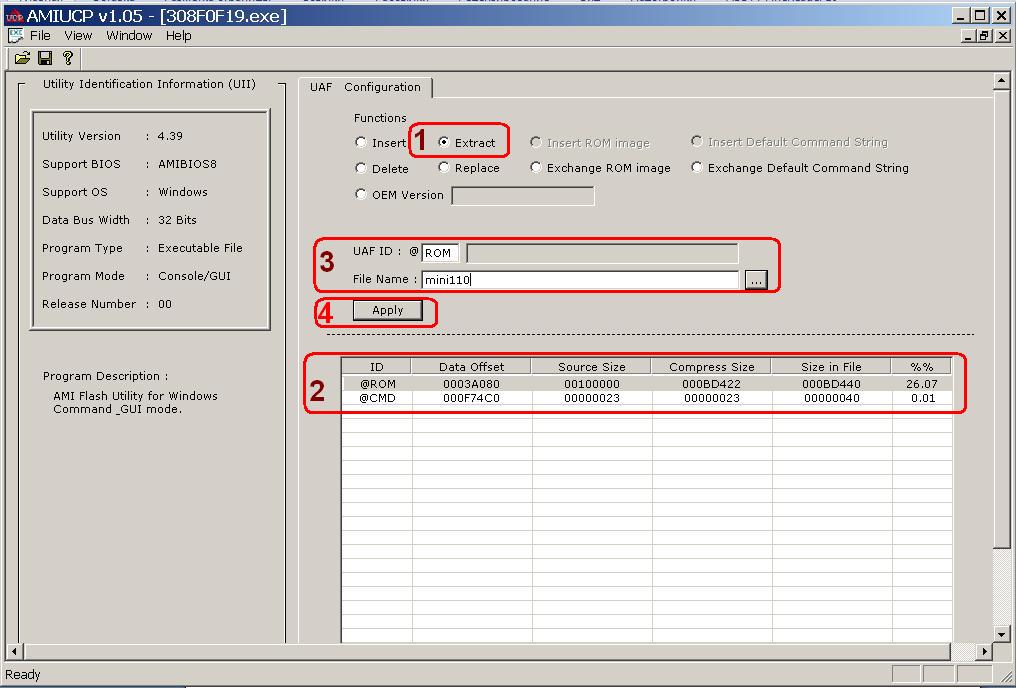 AMIUCP v1.05 - [308F0F19.exe]
File View Window Help
Utility Identification Information (UII)
Utility Version : 4.39
Support BIOS : AMIBIOS8
Support OS : Windows
Data Bus Width : 32 Bits
Program Type : Executable File
Program Mode : Console/GUI
Release Number : 00
Program Description :
AMI Flash Utility for Windows
Command _GUI mode.
UAF Configuration
Functions
Insert 1 Extract Insert ROM image Insert Default Command String
Delete Replace Exchange ROM image Exchange Default Command String
OEM Version
3
UAF ID : @ ROM
File Name : mini110 ...
4 Apply
2
ID Data Offset Source Size Compress Size Size in File %%
@ROM 0003A080 00100000 000BD422 000BD440 26.07
@CMD 000F74C0 00000023 00000023 00000040 0.01
Ready